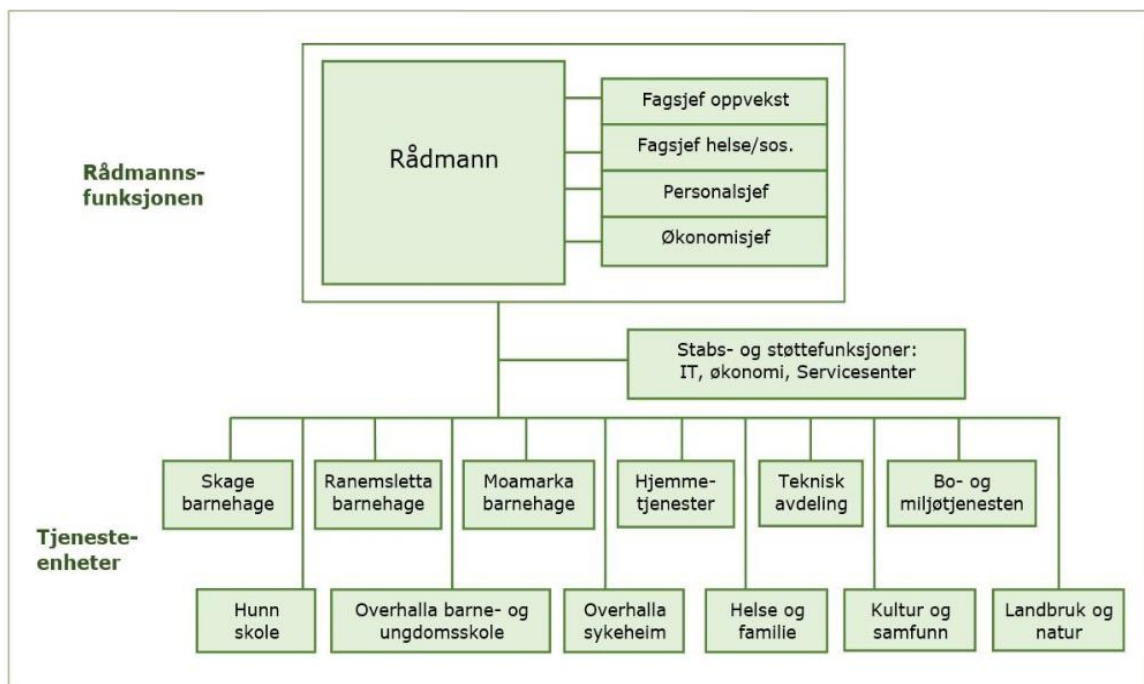 Rådmanns-
funksjonen
Rådmann
Fagsjef oppvekst
Fagsjef helse/sos.
Personalsjef
Økonomisjef
Stabs- og støttefunksjoner:
IT, økonomi, Servicesenter
Tjeneste-
enheter
Skage
barnehage
Ranemsletta
barnehage
Moamarka
barnehage
Hjemme-
tjenester
Teknisk
avdeling
Bo- og
miljøtjenesten
Hunn
skole
Overhalla barne- og
ungdomsskole
Overhalla
sykeheim
Helse og
familie
Kultur og
samfunn
Landbruk og
natur